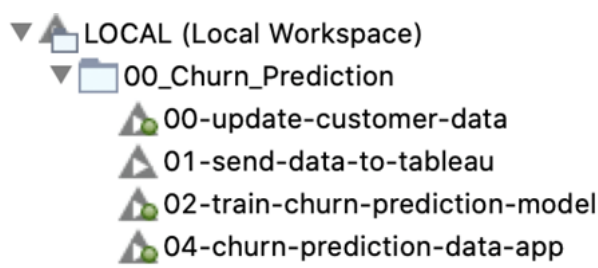 LOCAL (Local Workspace)
00_Churn_Prediction
00-update-customer-data
01-send-data-to-tableau
02-train-churn-prediction-model
04-churn-prediction-data-app